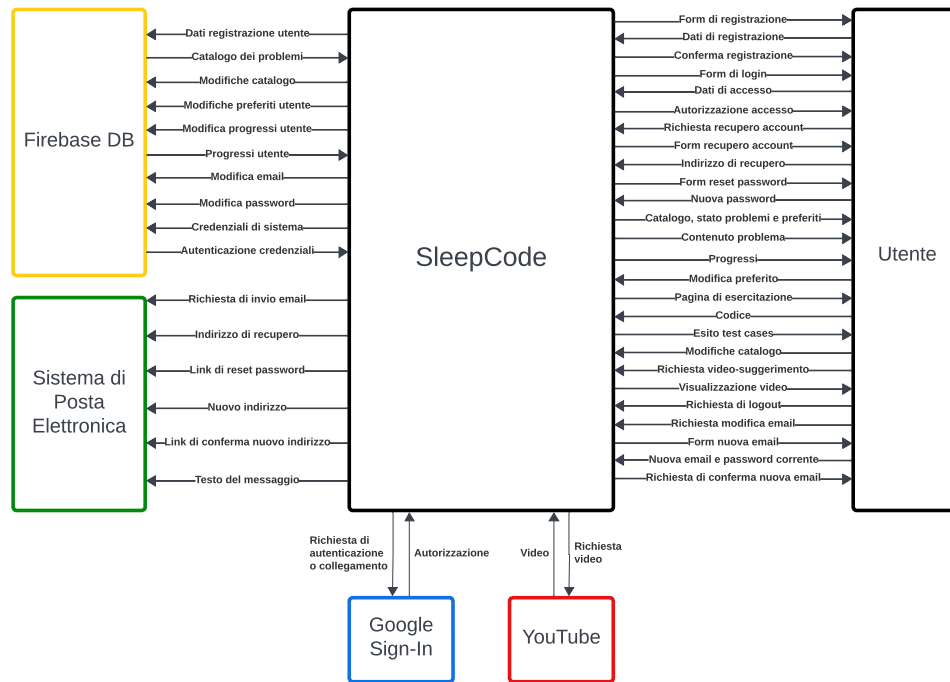 Firebase DB
Dati registrazione utente
Catalogo dei problemi
Modifiche catalogo
Modifiche preferiti utente
Modifica progressi utente
Progressi utente
Modifica email
Modifica password
Credenziali di sistema
Autenticazione credenziali
Sistema di
Posta
Elettronica
Richiesta di invio email
Indirizzo di recupero
Link di reset password
Nuovo indirizzo
Link di conferma nuovo indirizzo
Testo del messaggio
SleepCode
Form di registrazione
Dati di registrazione
Conferma registrazione
Form di login
Dati di accesso
Autorizzazione accesso
Richiesta recupero account
Form recupero account
Indirizzo di recupero
Form reset password
Nuova password
Catalogo, stato problemi e preferiti
Contenuto problema
Progressi
Modifica preferito
Pagina di esercitazione
Codice
Esito test cases
Modifiche catalogo
Richiesta video-suggerimento
Visualizzazione video
Richiesta di logout
Richiesta modifica email
Form nuova email
Nuova email e password corrente
Richiesta di conferma nuova email
Utente
Richiesta di
autenticazione
o collegamento
Autorizzazione
Video
Richiesta
video
Google
Sign-In
YouTube